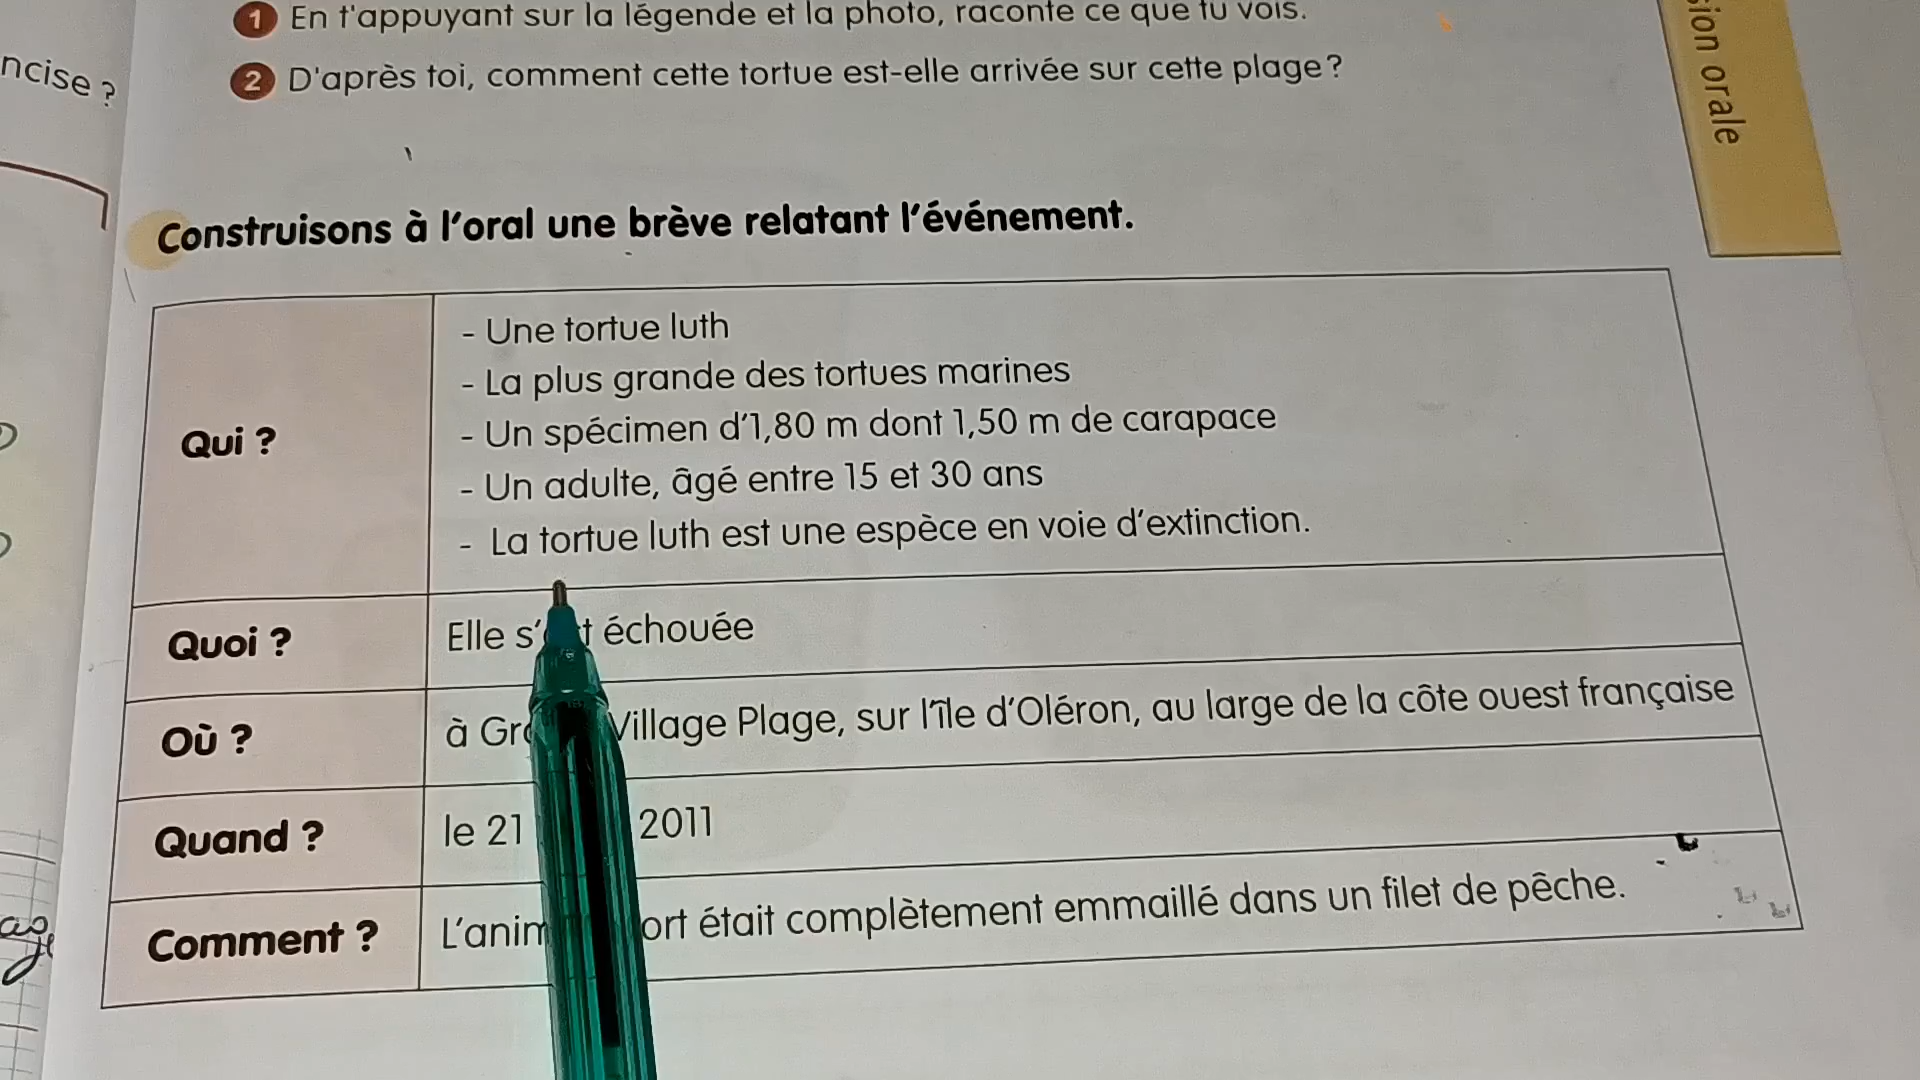 1 En t'appuyant sur la légende et la photo, raconte ce que tu vois.
ncise ?
2 D'après toi, comment cette tortue est-elle arrivée sur cette plage ?
sion orale
Construisons à l'oral une brève relatant l'événement.
Qui ?
- Une tortue luth
- La plus grande des tortues marines
- Un spécimen d'1,80 m dont 1,50 m de carapace
- Un adulte, âgé entre 15 et 30 ans
- La tortue luth est une espèce en voie d'extinction.
Quoi ? Elle s' t échouée
Où ? à Gr Village Plage, sur l'île d'Oléron, au large de la côte ouest française
Quand ? le 21 2011
Comment ? L'anim ort était complètement emmaillé dans un filet de pêche.